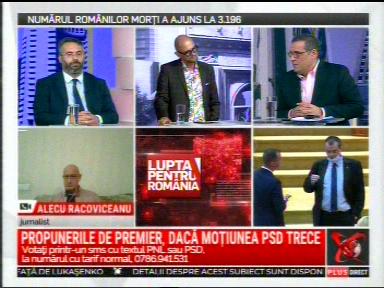 NUMĂRUL ROMÂNILOR MORȚI A AJUNS LA 3.196
LUPTA
PENTRU
ROMÂNIA
ALECU RACOVICEANU
jurnalist
PROPUNERILE DE PREMIER, DACĂ MOȚIUNEA PSD TRECE
Votați printr-un sms cu textul PNL sau PSD,
la numărul cu tarif normal, 0786.941.531
FAȚĂ DE LUKAȘENKO
DEZBATERILE PE ACEST SUBIECT SUNT DISPON
PLUS DIRECT